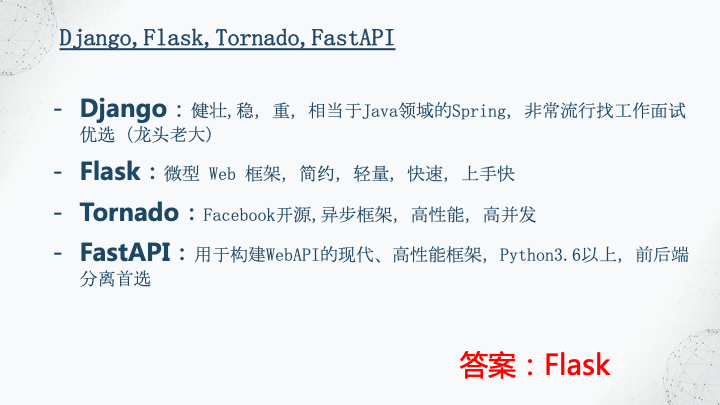 Django,Flask,Tornado,FastAPI
- Django：健壮,稳, 重, 相当于Java领域的Spring, 非常流行找工作面试
优选 (龙头老大)
- Flask：微型 Web 框架, 简约, 轻量, 快速, 上手快
- Tornado：Facebook开源,异步框架, 高性能, 高并发
- FastAPI：用于构建WebAPI的现代、高性能框架, Python3.6以上, 前后端
分离首选
答案：Flask